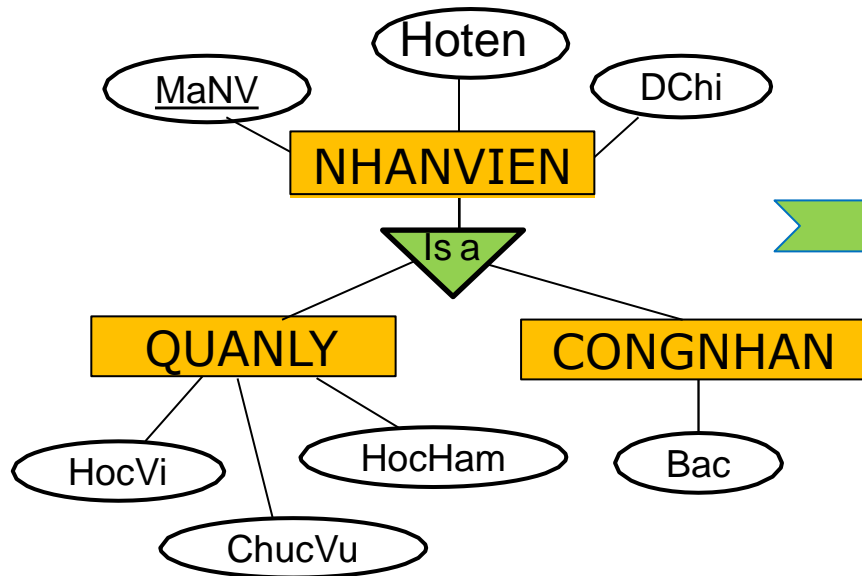 Hoten
MaNV
DChi
NHANVIEN
Is a
QUANLY
CONGNHAN
HocVi
HocHam
Bac
ChucVu